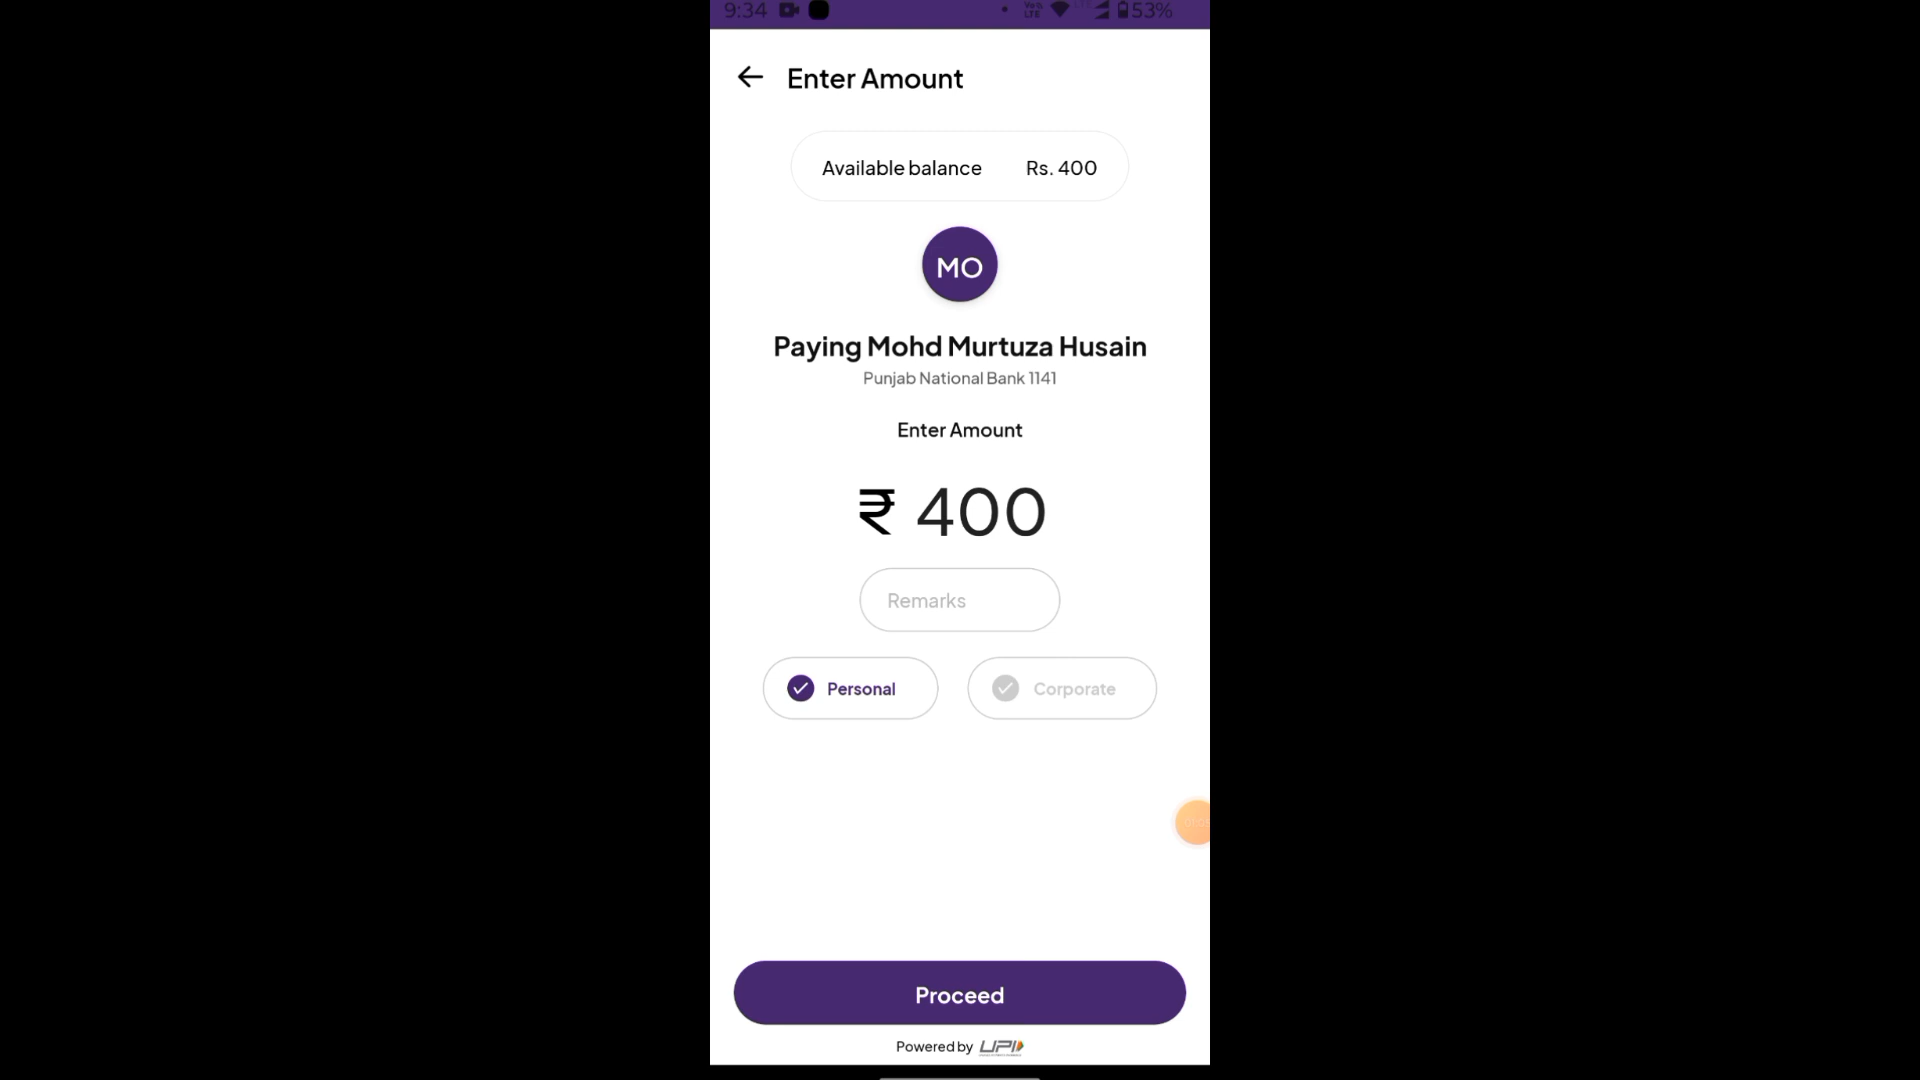 9:34 53%
Enter Amount
Available balance Rs. 400
MO
Paying Mohd Murtuza Husain
Punjab National Bank 1141
Enter Amount
₹ 400
Remarks
Personal Corporate
Proceed
Powered by UPI